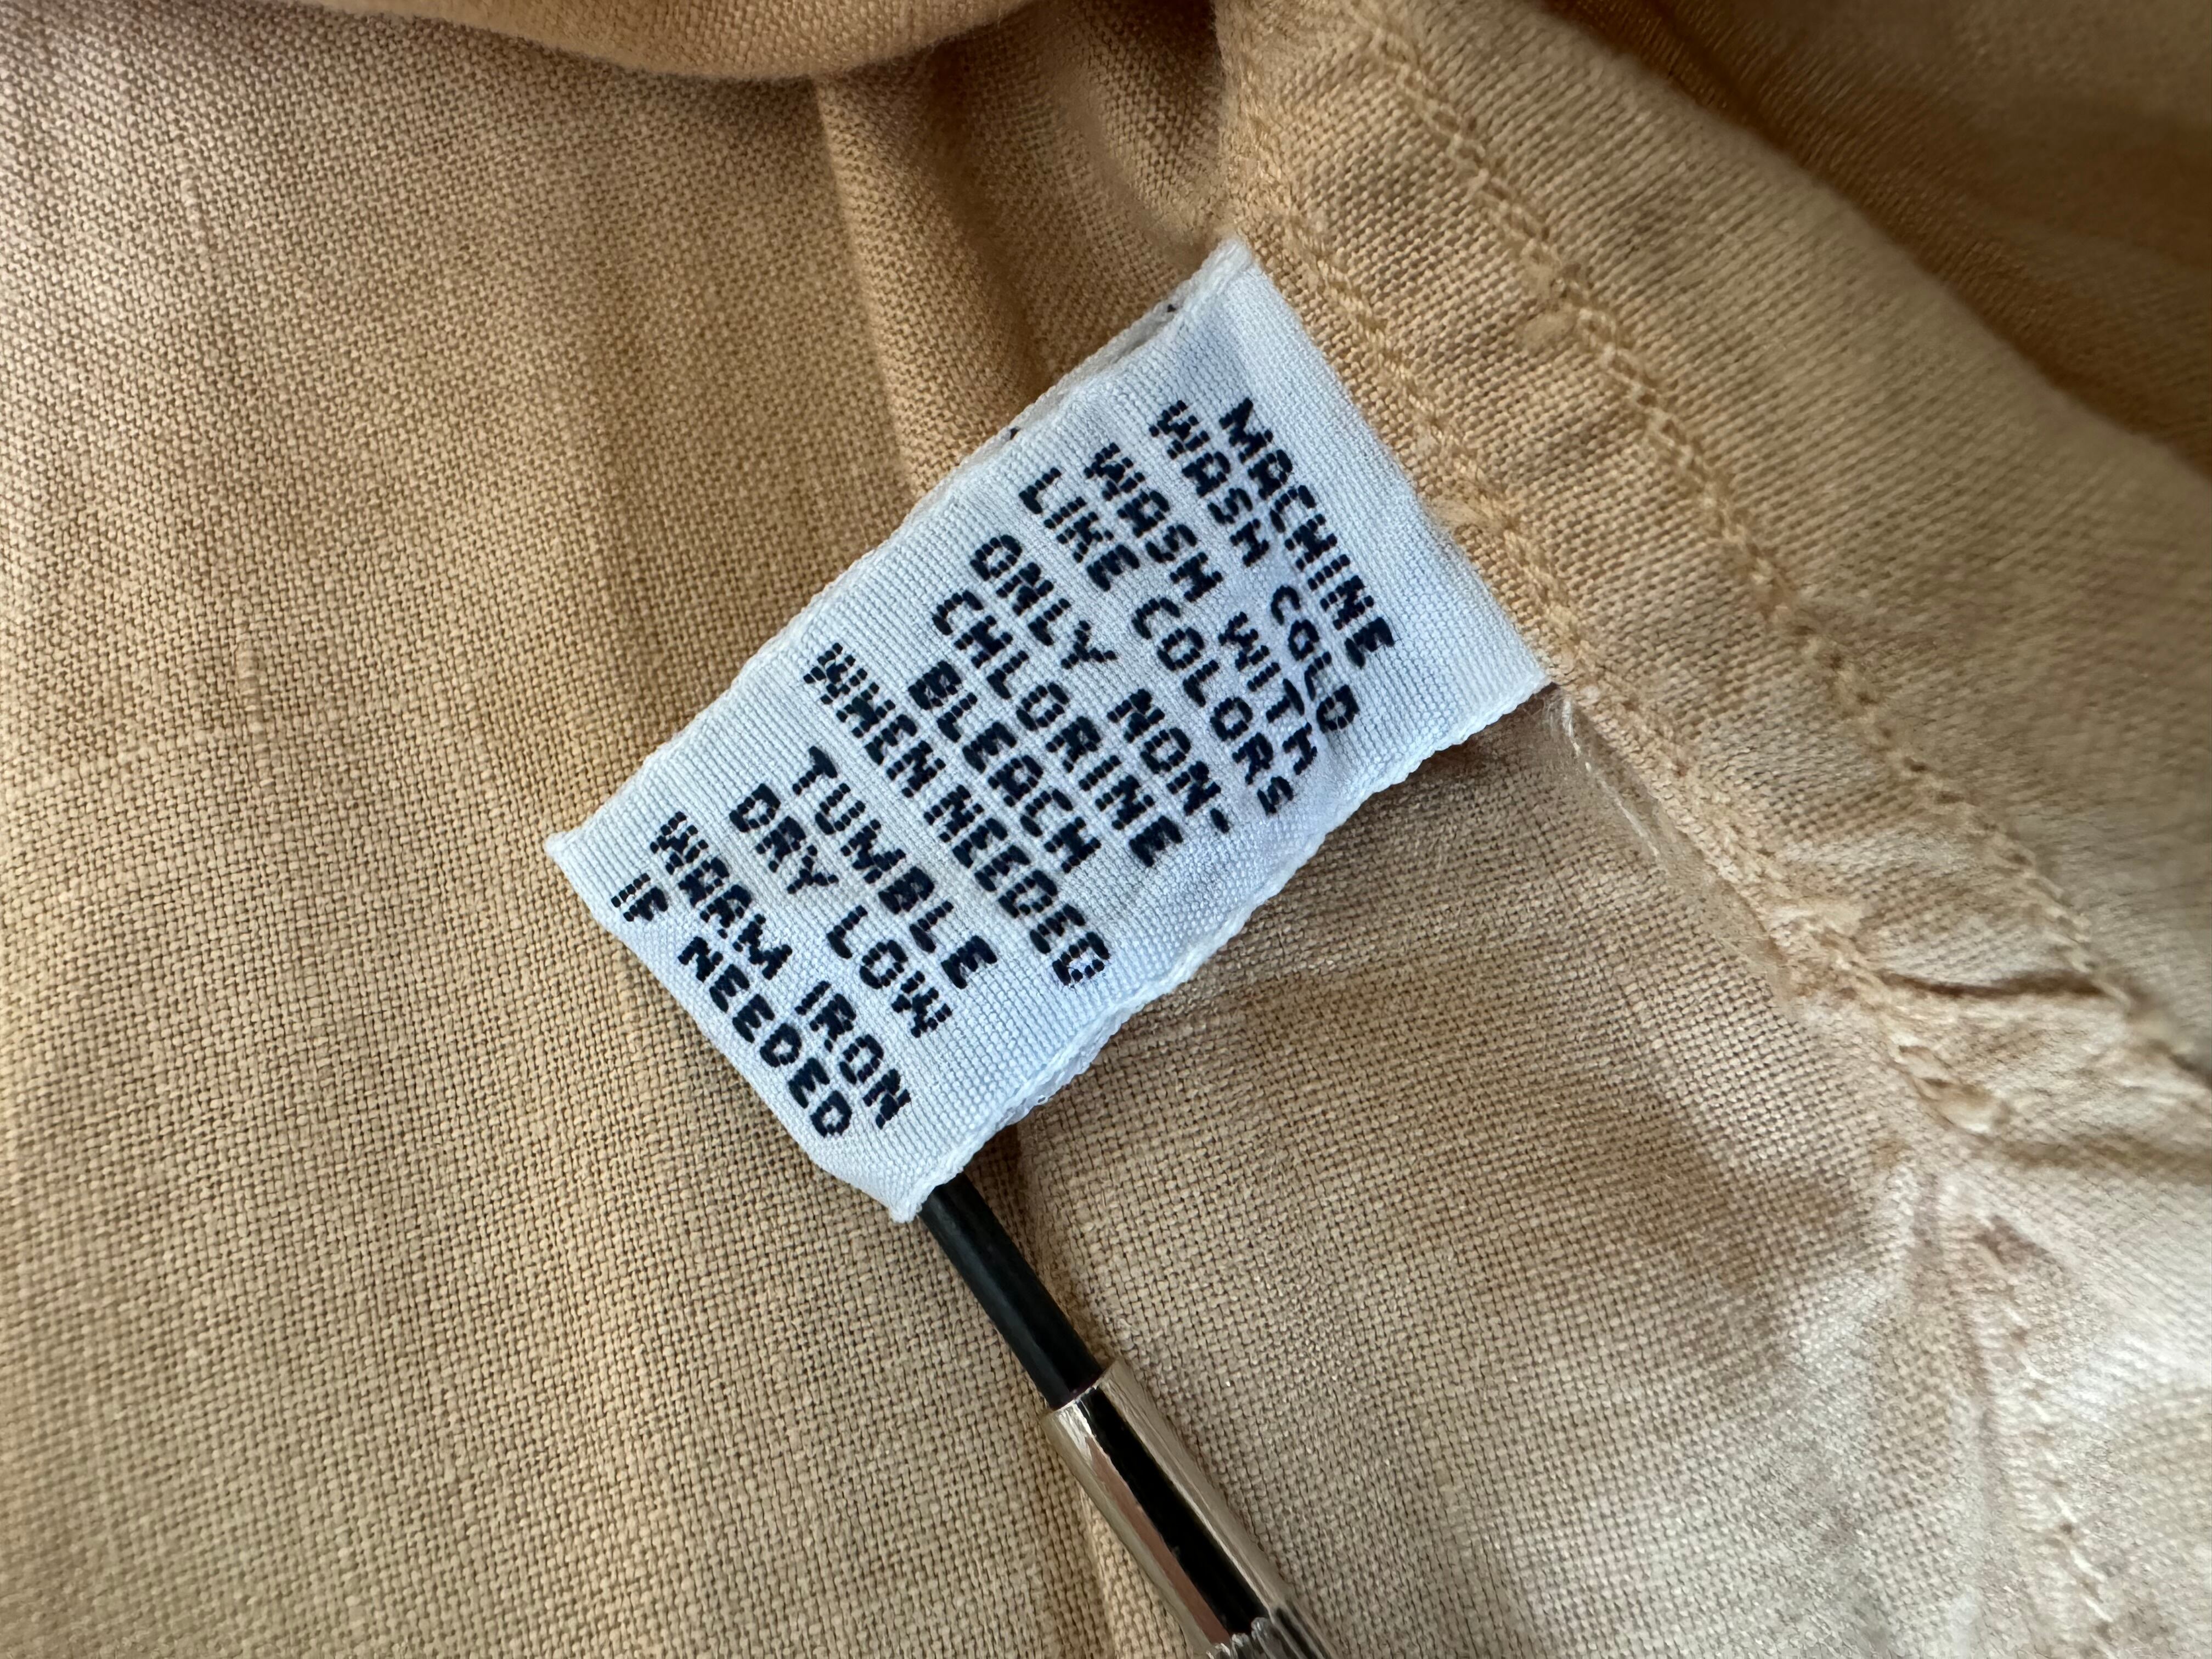 MACHINE
WASH COLD
WASH WITH
LIKE COLORS
ONLY NON-
CHLORINE
BLEACH
WHEN NEEDED
TUMBLE
DRY LOW
WARM IRON
IF NEEDED